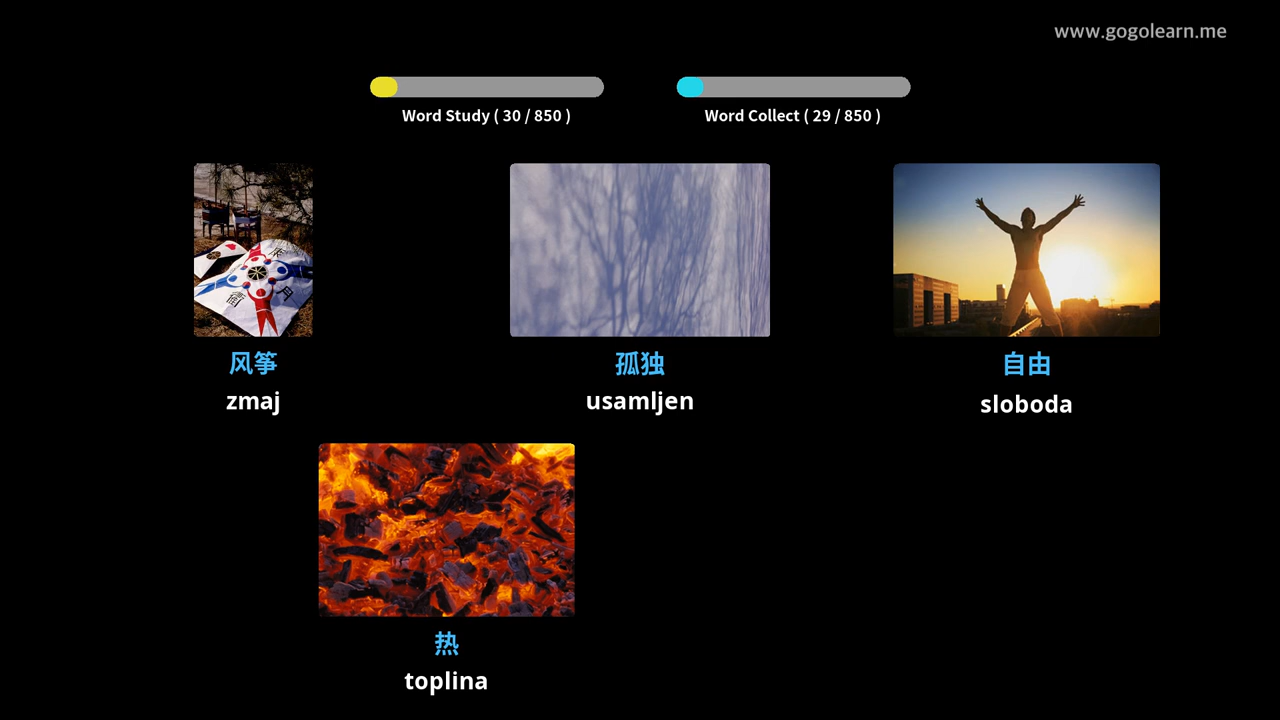 www.gogolearn.me
Word Study ( 30 / 850 )
Word Collect ( 29 / 850 )
风筝
zmaj
孤独
usamljen
自由
sloboda
热
toplina